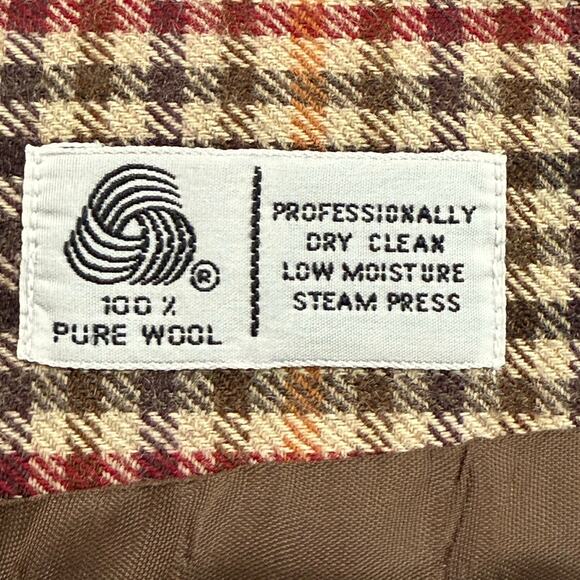 ®
100 %
PURE WOOL
PROFESSIONALLY
DRY CLEAN
LOW MOISTURE
STEAM PRESS